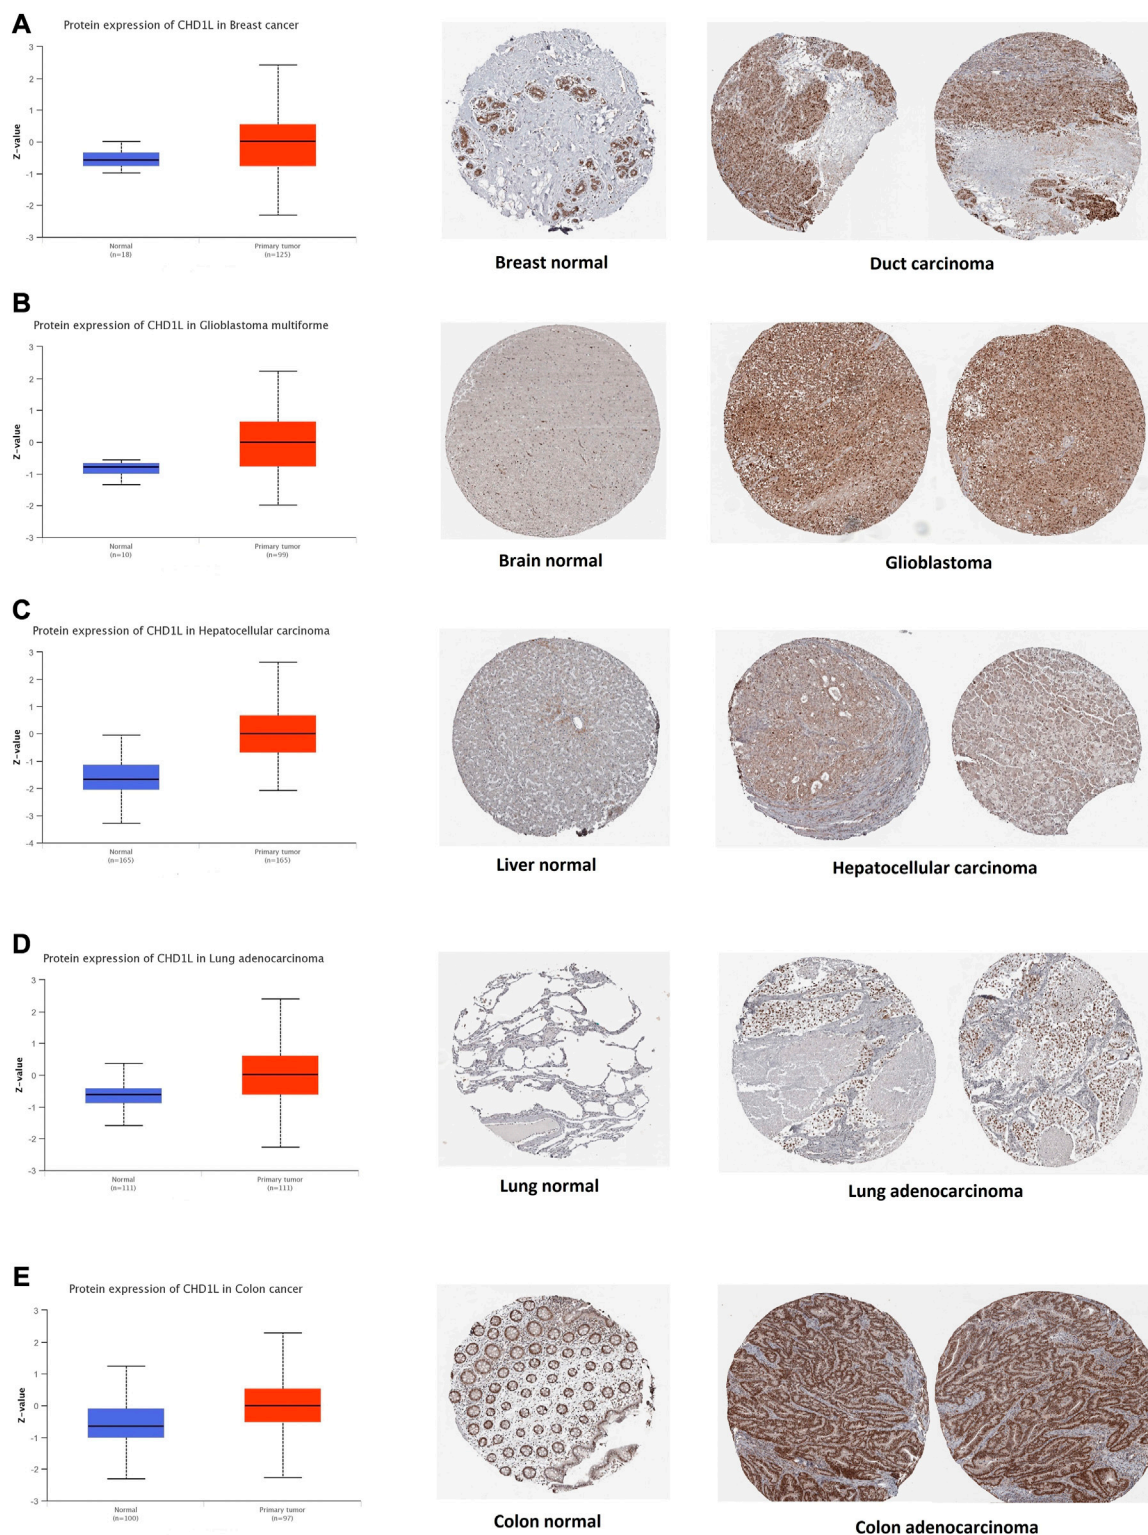 A
Protein expression of CHD1L in Breast cancer
3
2
1
0
-1
-2
-3
Z-value
Normal
(n=18)
Primary tumor
(n=125)
Breast normal
Duct carcinoma
B
Protein expression of CHD1L in Glioblastoma multiforme
3
2
1
0
-1
-2
-3
Z-value
Normal
(n=10)
Primary tumor
(n=99)
Brain normal
Glioblastoma
C
Protein expression of CHD1L in Hepatocellular carcinoma
3
2
1
0
-1
-2
-3
-4
Z-value
Normal
(n=165)
Primary tumor
(n=165)
Liver normal
Hepatocellular carcinoma
D
Protein expression of CHD1L in Lung adenocarcinoma
3
2
1
0
-1
-2
-3
Z-value
Normal
(n=111)
Primary tumor
(n=111)
Lung normal
Lung adenocarcinoma
E
Protein expression of CHD1L in Colon cancer
3
2
1
0
-1
-2
-3
Z-value
Normal
(n=100)
Primary tumor
(n=97)
Colon normal
Colon adenocarcinoma